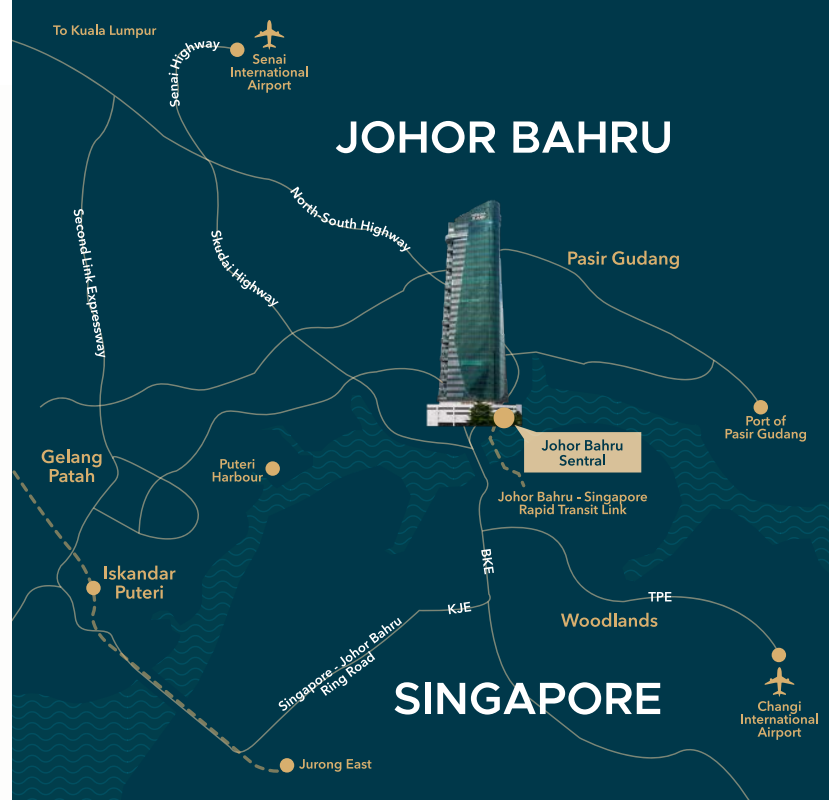 To Kuala Lumpur
Senai Highway
Senai
International
Airport
JOHOR BAHRU
Second Link Expressway
Skudai Highway
North-South Highway
Pasir Gudang
Port of
Pasir Gudang
Johor Bahru
Sentral
Gelang
Patah
Puteri
Harbour
Johor Bahru - Singapore
Rapid Transit Link
Iskandar
Puteri
BKE
KJE
TPE
Woodlands
Singapore - Johor Bahru
Ring Road
SINGAPORE
Changi
International
Airport
Jurong East